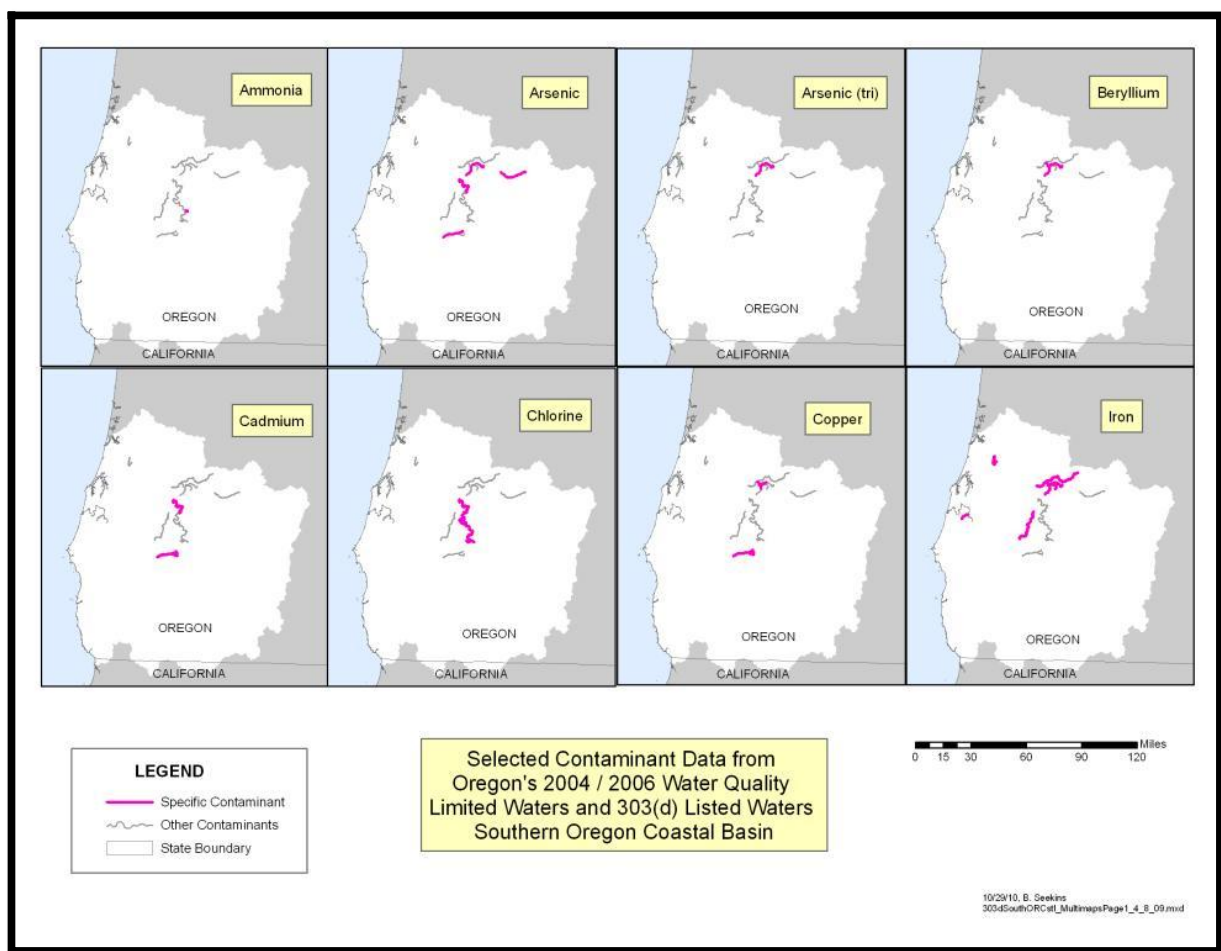 Ammonia
OREGON
CALIFORNIA
Arsenic
OREGON
CALIFORNIA
Arsenic (tri)
OREGON
CALIFORNIA
Beryllium
OREGON
CALIFORNIA
Cadmium
OREGON
CALIFORNIA
Chlorine
OREGON
CALIFORNIA
Copper
OREGON
CALIFORNIA
Iron
OREGON
CALIFORNIA
LEGEND
Specific Contaminant
Other Contaminants
State Boundary
Selected Contaminant Data from
Oregon's 2004 / 2006 Water Quality
Limited Waters and 303(d) Listed Waters
Southern Oregon Coastal Basin
Miles
0 15 30 60 90 120
10/29/10, B. Seekins
303dSouthORCstl_MultimapsPage1_4_8_09.mxd